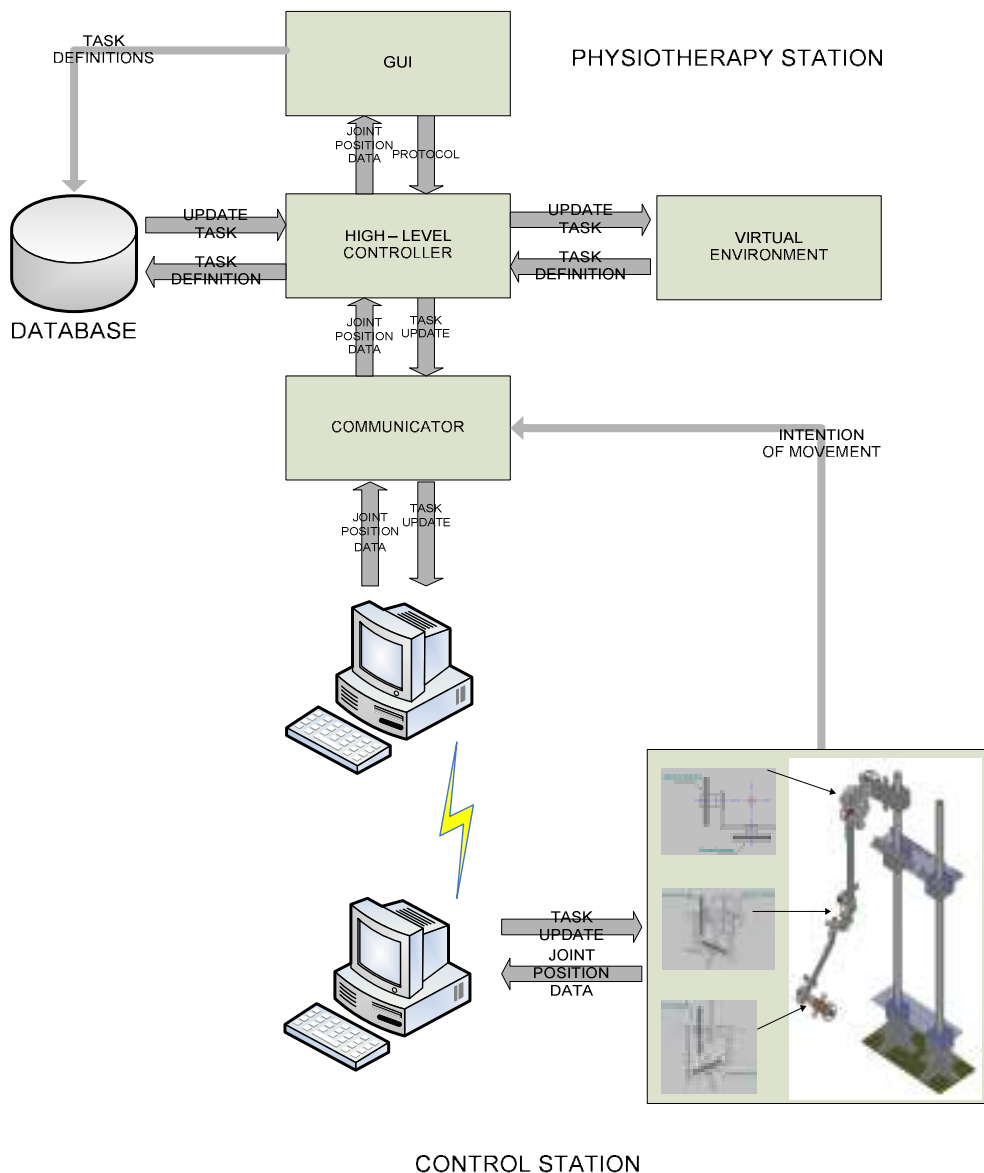 TASK
DEFINITIONS
GUI
PHYSIOTHERAPY STATION
JOINT
POSITION
DATA
PROTOCOL
UPDATE
TASK
HIGH – LEVEL
CONTROLLER
UPDATE
TASK
VIRTUAL
ENVIRONMENT
TASK
DEFINITION
TASK
DEFINITION
DATABASE
JOINT
POSITION
DATA
TASK
UPDATE
COMMUNICATOR
INTENTION
OF MOVEMENT
JOINT
POSITION
DATA
TASK
UPDATE
TASK
UPDATE
JOINT
POSITION
DATA
CONTROL STATION